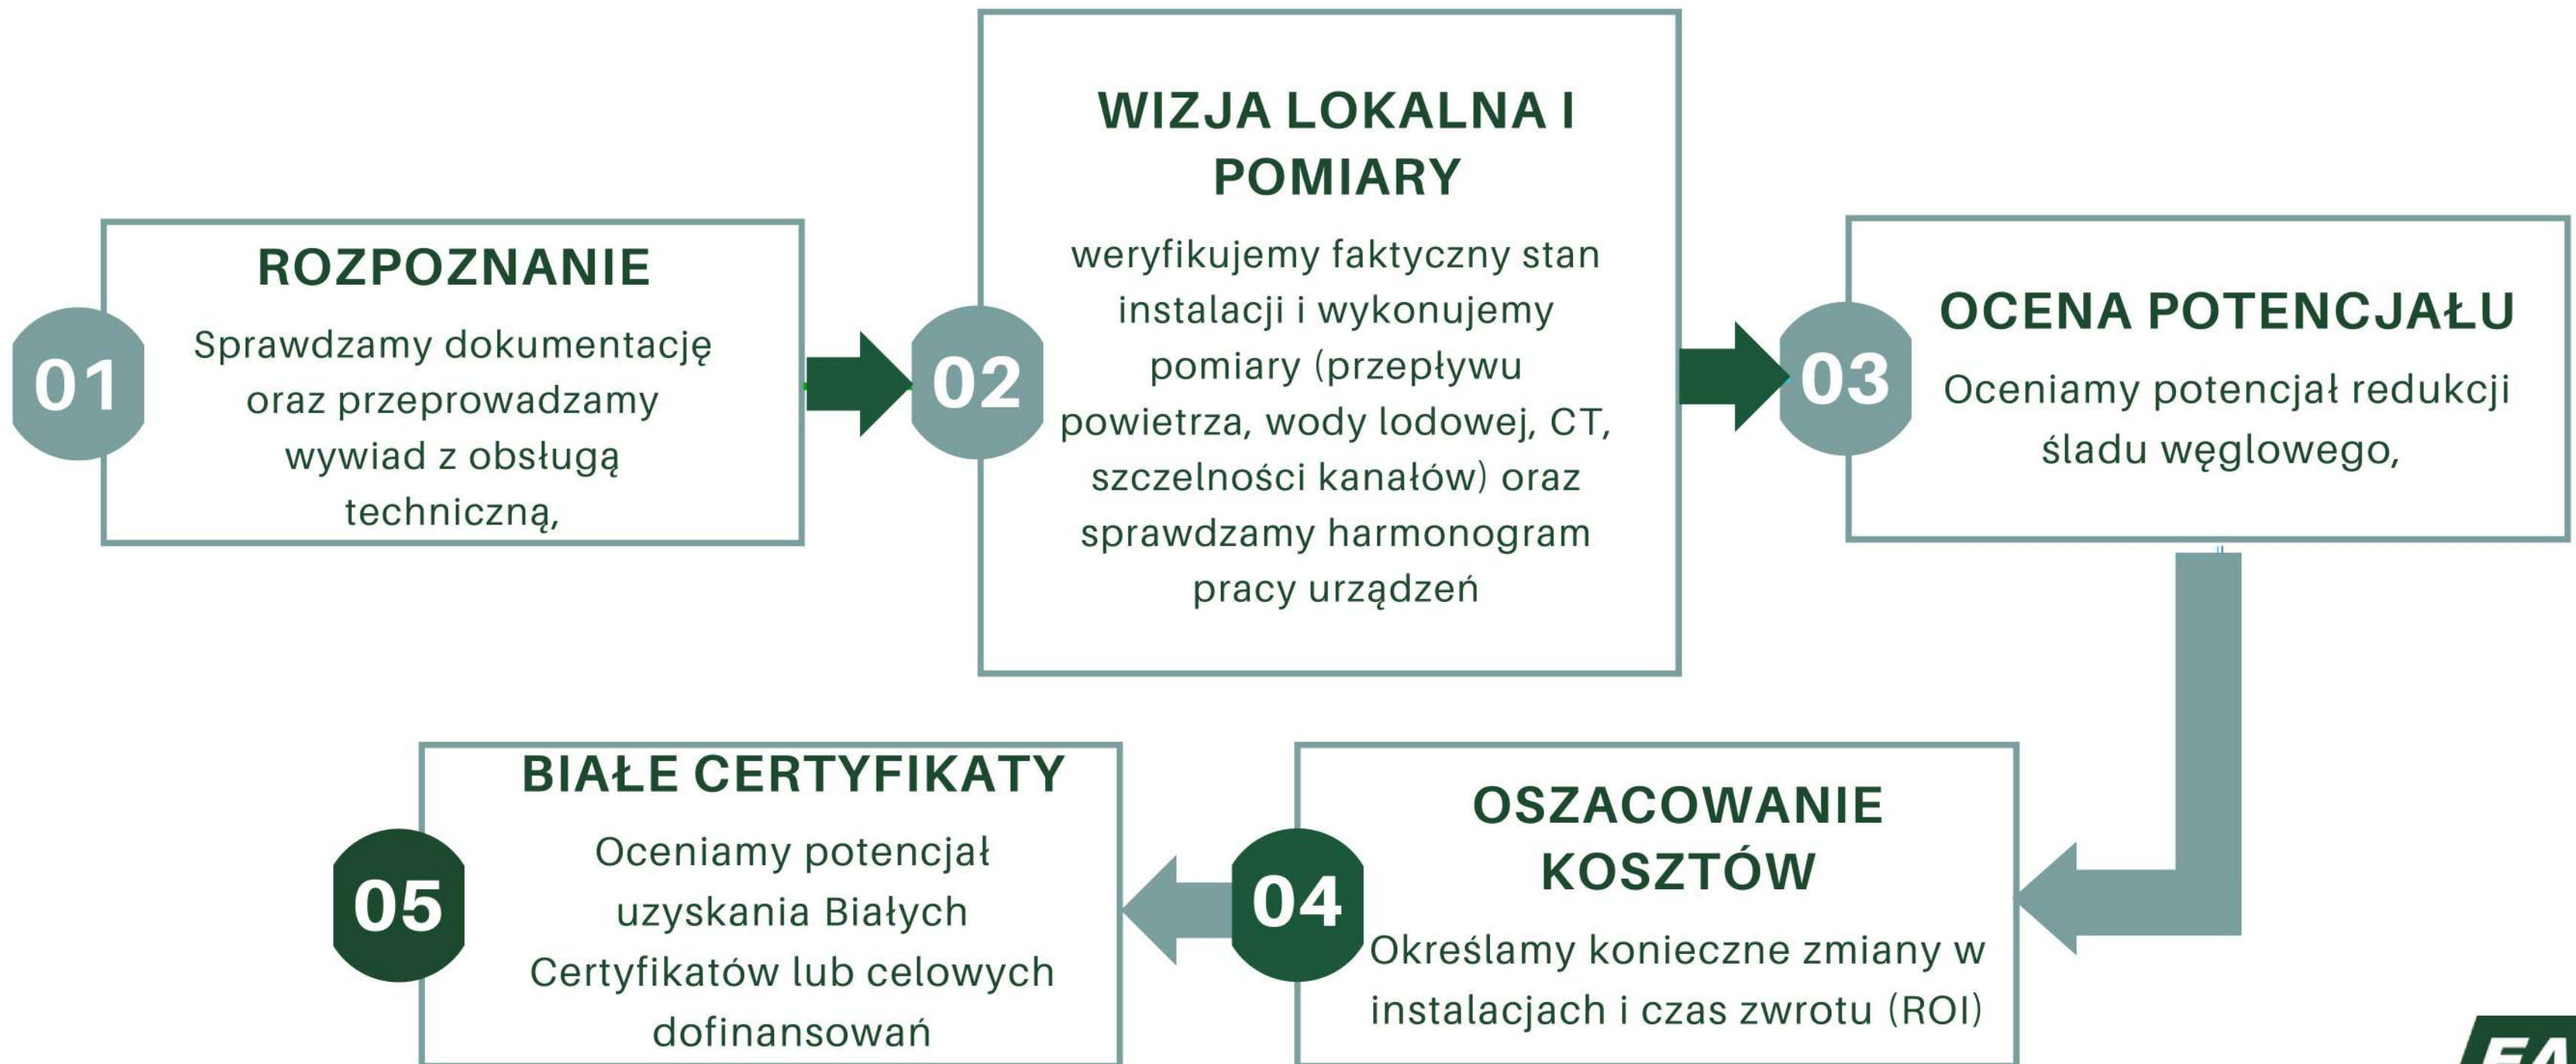 01
ROZPOZNANIE
Sprawdzamy dokumentację
oraz przeprowadzamy
wywiad z obsługą
techniczną,
02
WIZJA LOKALNA I
POMIARY
weryfikujemy faktyczny stan
instalacji i wykonujemy
pomiary (przepływu
powietrza, wody lodowej, CT,
szczelności kanałów) oraz
sprawdzamy harmonogram
pracy urządzeń
03
OCENA POTENCJAŁU
Oceniamy potencjał redukcji
śladu węglowego,
04
OSZACOWANIE
KOSZTÓW
Określamy konieczne zmiany w
instalacjach i czas zwrotu (ROI)
05
BIAŁE CERTYFIKATY
Oceniamy potencjał
uzyskania Białych
Certyfikatów lub celowych
dofinansowań